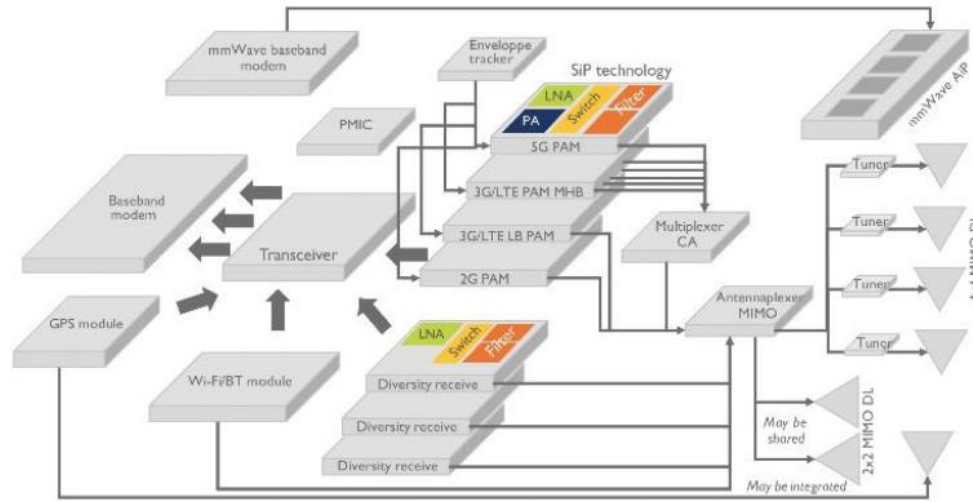 mmWave baseband
modem
Enveloppe
tracker
SiP technology
mmWave AiP
LNA
Switch
Filter
PA
PMIC
5G PAM
Baseband
modem
3G/LTE PAM MHB
Transceiver
3G/LTE LB PAM
2G PAM
Multiplexer
CA
Tuner
Tuner
Tuner
Tuner
MIMO DL
Antennaplexer
MIMO
GPS module
Wi-Fi/BT module
LNA
Switch
Filter
Diversity receive
Diversity receive
Diversity receive
May be
shared
2x2 MIMO DL
May be integrated